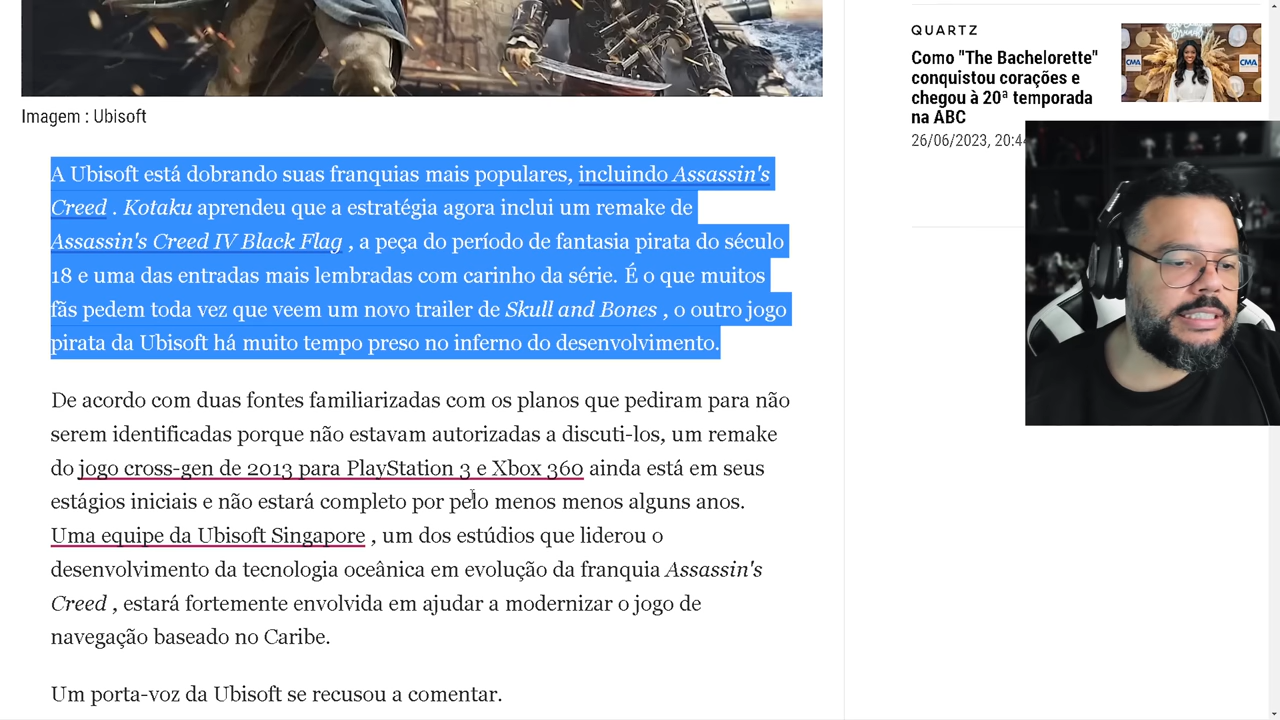 Imagem : Ubisoft
A Ubisoft está dobrando suas franquias mais populares, incluindo Assassin's
Creed . Kotaku aprendeu que a estratégia agora inclui um remake de
Assassin's Creed IV Black Flag , a peça do período de fantasia pirata do século
18 e uma das entradas mais lembradas com carinho da série. É o que muitos
fãs pedem toda vez que veem um novo trailer de Skull and Bones , o outro jogo
pirata da Ubisoft há muito tempo preso no inferno do desenvolvimento.
De acordo com duas fontes familiarizadas com os planos que pediram para não
serem identificadas porque não estavam autorizadas a discuti-los, um remake
do jogo cross-gen de 2013 para PlayStation 3 e Xbox 360 ainda está em seus
estágios iniciais e não estará completo por pelo menos menos alguns anos.
Uma equipe da Ubisoft Singapore , um dos estúdios que liderou o
desenvolvimento da tecnologia oceânica em evolução da franquia Assassin's
Creed , estará fortemente envolvida em ajudar a modernizar o jogo de
navegação baseado no Caribe.
Um porta-voz da Ubisoft se recusou a comentar.
QUARTZ
Como "The Bachelorette"
conquistou corações e
chegou à 20ª temporada
na ABC
26/06/2023, 20:44
CMA
CMA